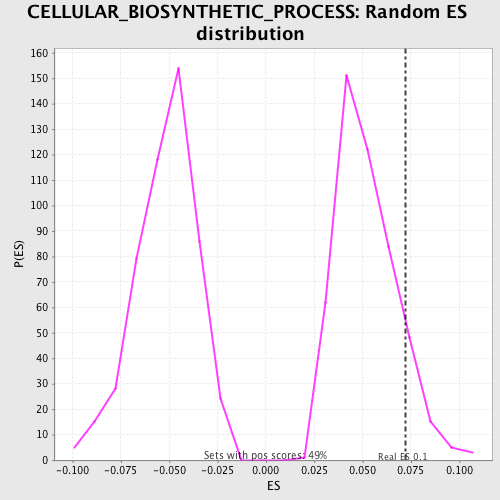 CELLULAR_BIOSYNTHETIC_PROCESS: Random ES
distribution
160
150
140
130
120
110
100
90
80
70
60
50
40
30
20
10
0
P(ES)
Sets with pos scores: 49%
Real ES 0.1
-0.100 -0.075 -0.050 -0.025 0.000 0.025 0.050 0.075 0.100
ES